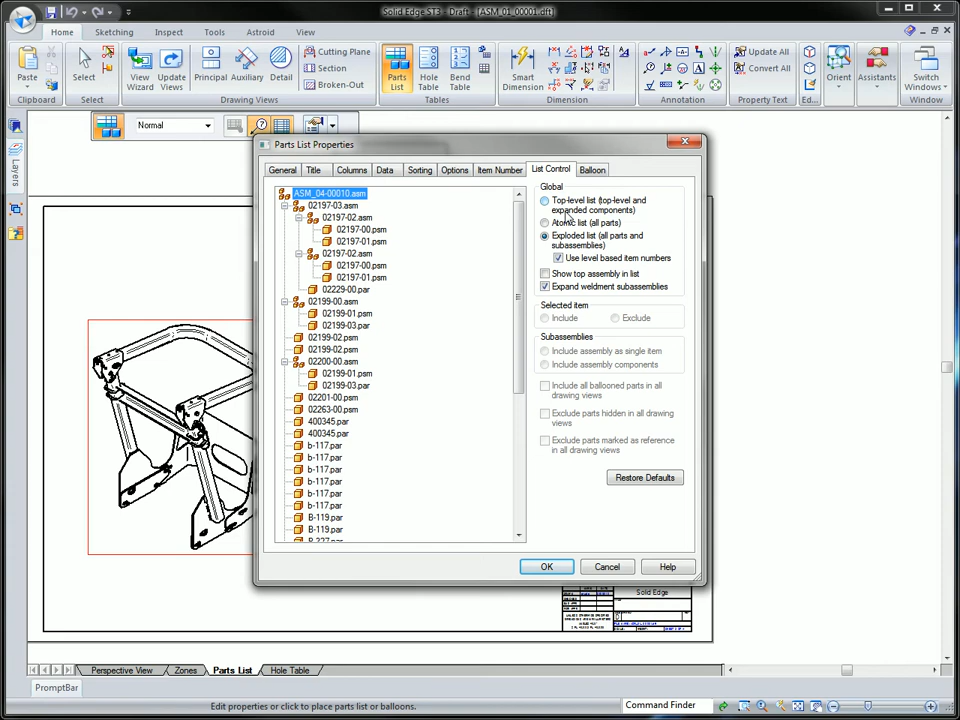 Solid Edge ST3 - Draft - [ASM_01_00001.dft]
Home
Sketching
Inspect
Tools
Astroid
View
Paste
Select
View Wizard
Update Views
Principal
Auxiliary
Detail
Cutting Plane
Section
Broken-Out
Parts List
Hole Table
Bend Table
Smart Dimension
Update All
Convert All
Orient
Assistants
Switch Windows
Clipboard
Select
Drawing Views
Tables
Dimension
Annotation
Property Text
Ed...
Window
Normal
Layers
Parts List Properties
General
Title
Columns
Data
Sorting
Options
Item Number
List Control
Balloon
ASM_04-00010.asm
02197-03.asm
02197-02.asm
02197-00.psm
02197-01.psm
02197-02.asm
02197-00.psm
02197-01.psm
02229-00.par
02199-00.asm
02199-01.psm
02199-03.par
02199-02.psm
02199-02.psm
02200-00.asm
02199-01.psm
02199-03.par
02201-00.psm
02263-00.psm
400345.par
400345.par
b-117.par
b-117.par
b-117.par
b-117.par
b-117.par
b-117.par
B-119.par
B-119.par
B-227.par
Global
Top-level list (top-level and
expanded components)
Atomic list (all parts)
Exploded list (all parts and
subassemblies)
Use level based item numbers
Show top assembly in list
Expand weldment subassemblies
Selected item
Include
Exclude
Subassemblies
Include assembly as single item
Include assembly components
Include all ballooned parts in all
drawing views
Exclude parts hidden in all drawing
views
Exclude parts marked as reference
in all drawing views
Restore Defaults
OK
Cancel
Help
Solid Edge
Perspective View
Zones
Parts List
Hole Table
PromptBar
Edit properties or click to place parts list or balloons.
Command Finder